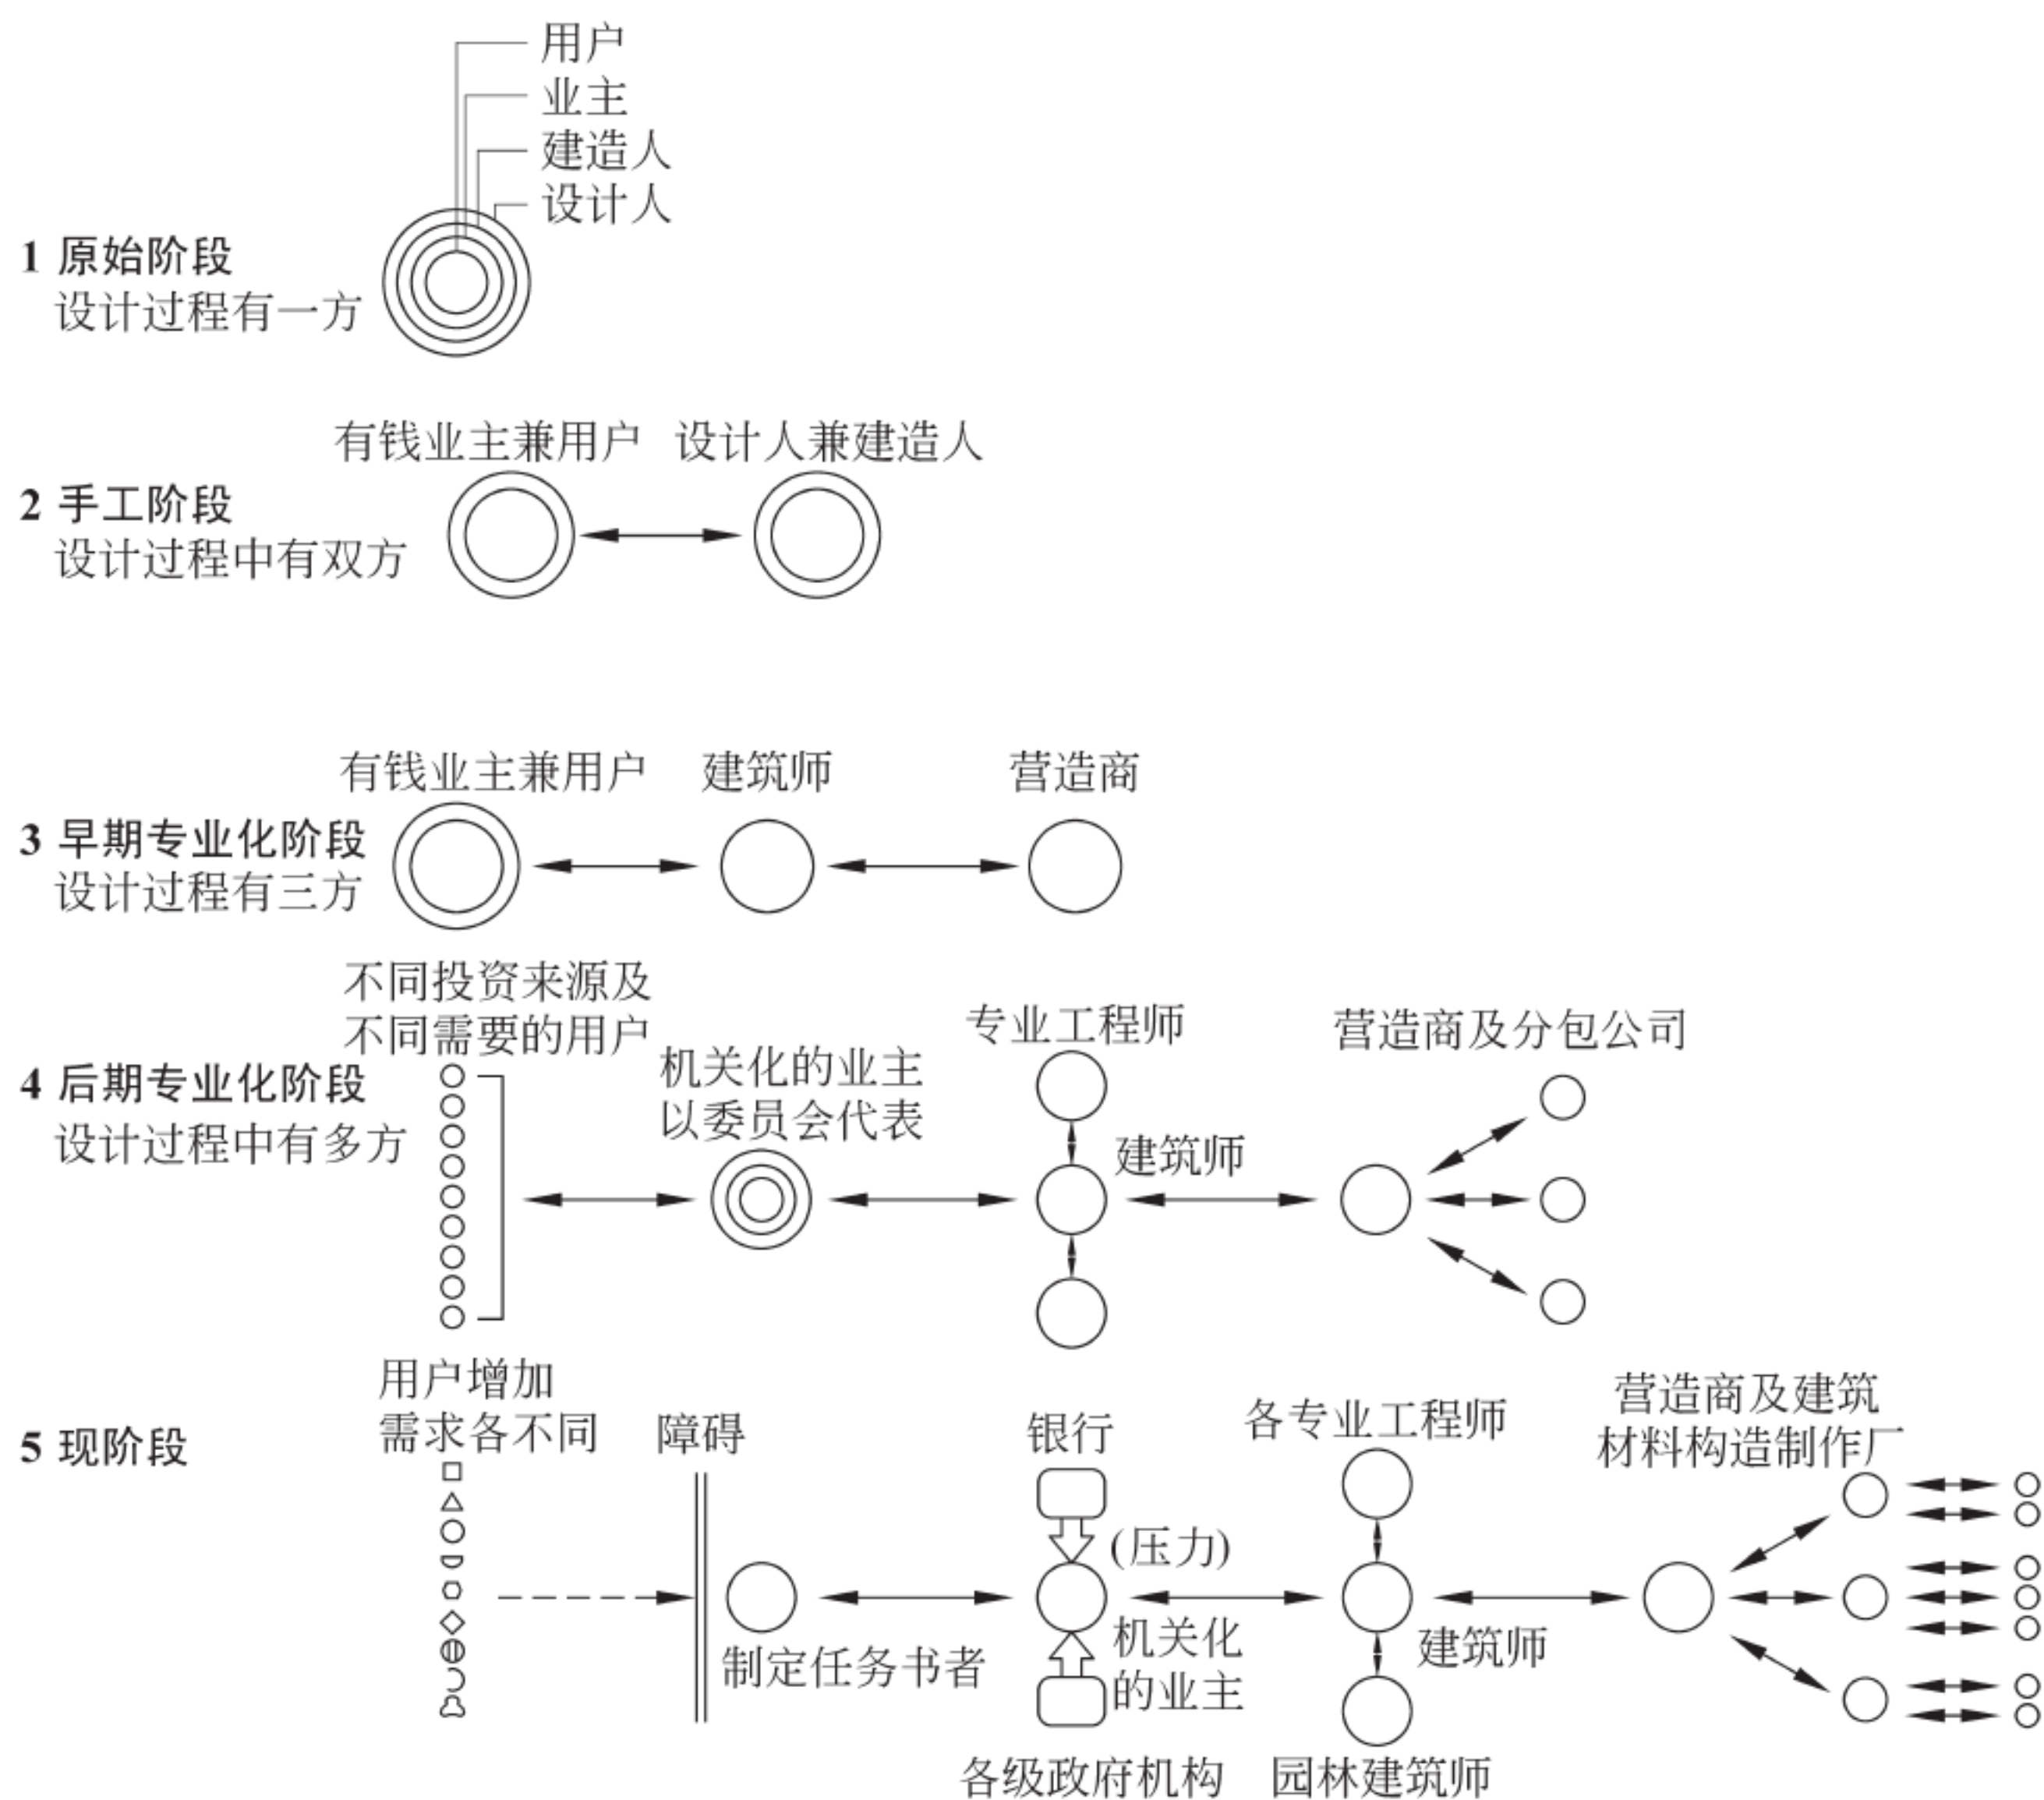 用户
业主
建造人
设计人
1 原始阶段
设计过程有一方
有钱业主兼用户 设计人兼建造人
2 手工阶段
设计过程中有双方
有钱业主兼用户 建筑师 营造商
3 早期专业化阶段
设计过程有三方
不同投资来源及
不同需要的用户
机关化的业主
以委员会代表
专业工程师
建筑师
营造商及分包公司
4 后期专业化阶段
设计过程中有多方
用户增加
需求各不同
5 现阶段
障碍
制定任务书者
银行
(压力)
机关化
的业主
各级政府机构
各专业工程师
建筑师
园林建筑师
营造商及建筑
材料构造制作厂